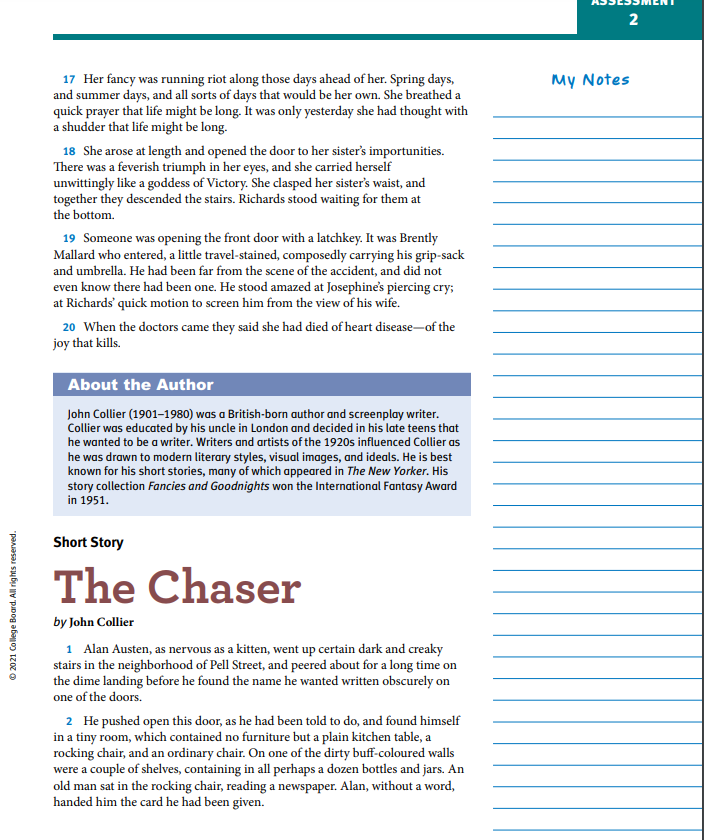 ASSESSMENT
2
My Notes
17 Her fancy was running riot along those days ahead of her. Spring days,
and summer days, and all sorts of days that would be her own. She breathed a
quick prayer that life might be long. It was only yesterday she had thought with
a shudder that life might be long.
18 She arose at length and opened the door to her sister’s importunities.
There was a feverish triumph in her eyes, and she carried herself
unwittingly like a goddess of Victory. She clasped her sister’s waist, and
together they descended the stairs. Richards stood waiting for them at
the bottom.
19 Someone was opening the front door with a latchkey. It was Brently
Mallard who entered, a little travel-stained, composedly carrying his grip-sack
and umbrella. He had been far from the scene of the accident, and did not
even know there had been one. He stood amazed at Josephine’s piercing cry;
at Richards’ quick motion to screen him from the view of his wife.
20 When the doctors came they said she had died of heart disease—of the
joy that kills.
About the Author
John Collier (1901–1980) was a British-born author and screenplay writer.
Collier was educated by his uncle in London and decided in his late teens that
he wanted to be a writer. Writers and artists of the 1920s influenced Collier as
he was drawn to modern literary styles, visual images, and ideals. He is best
known for his short stories, many of which appeared in The New Yorker. His
story collection Fancies and Goodnights won the International Fantasy Award
in 1951.
Short Story
The Chaser
by John Collier
1 Alan Austen, as nervous as a kitten, went up certain dark and creaky
stairs in the neighborhood of Pell Street, and peered about for a long time on
the dime landing before he found the name he wanted written obscurely on
one of the doors.
2 He pushed open this door, as he had been told to do, and found himself
in a tiny room, which contained no furniture but a plain kitchen table, a
rocking chair, and an ordinary chair. On one of the dirty buff-coloured walls
were a couple of shelves, containing in all perhaps a dozen bottles and jars. An
old man sat in the rocking chair, reading a newspaper. Alan, without a word,
handed him the card he had been given.
© 2021 College Board. All rights reserved.